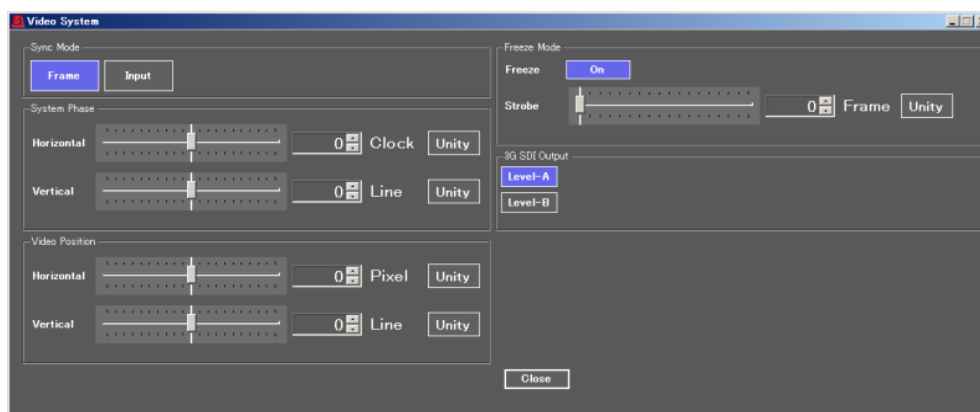 Video System
Sync Mode
Frame Input
System Phase
Horizontal 0 Clock Unity
Vertical 0 Line Unity
Video Position
Horizontal 0 Pixel Unity
Vertical 0 Line Unity
Freeze Mode
Freeze On
Strobe 0 Frame Unity
3G SDI Output
Level-A
Level-B
Close